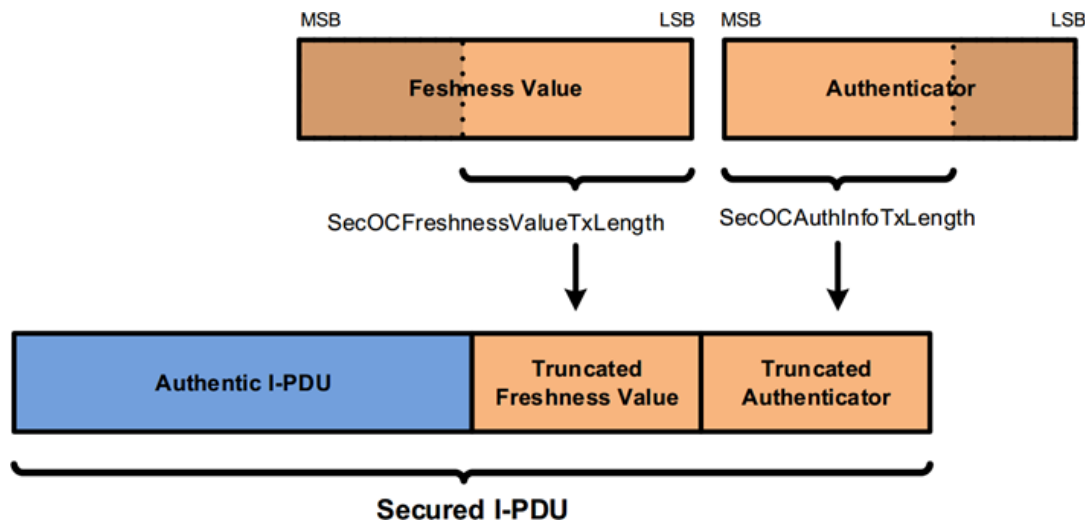 MSB
LSB
MSB
LSB
Feshness Value
Authenticator
SecOCFreshnessValueTxLength
SecOCAuthInfoTxLength
Authentic I-PDU
Truncated
Freshness Value
Truncated
Authenticator
Secured I-PDU